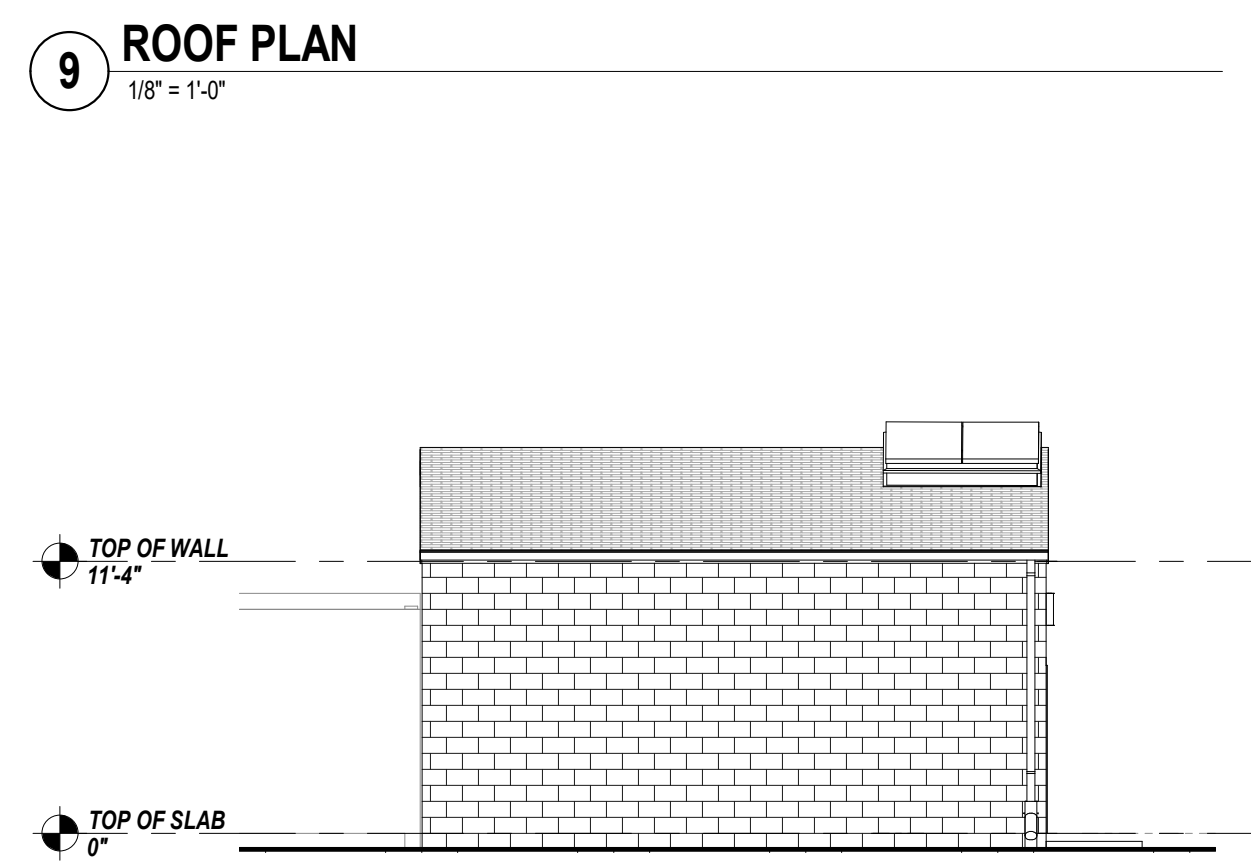 9
ROOF PLAN
1/8" = 1'-0"
TOP OF WALL
11'-4"
TOP OF SLAB
0"